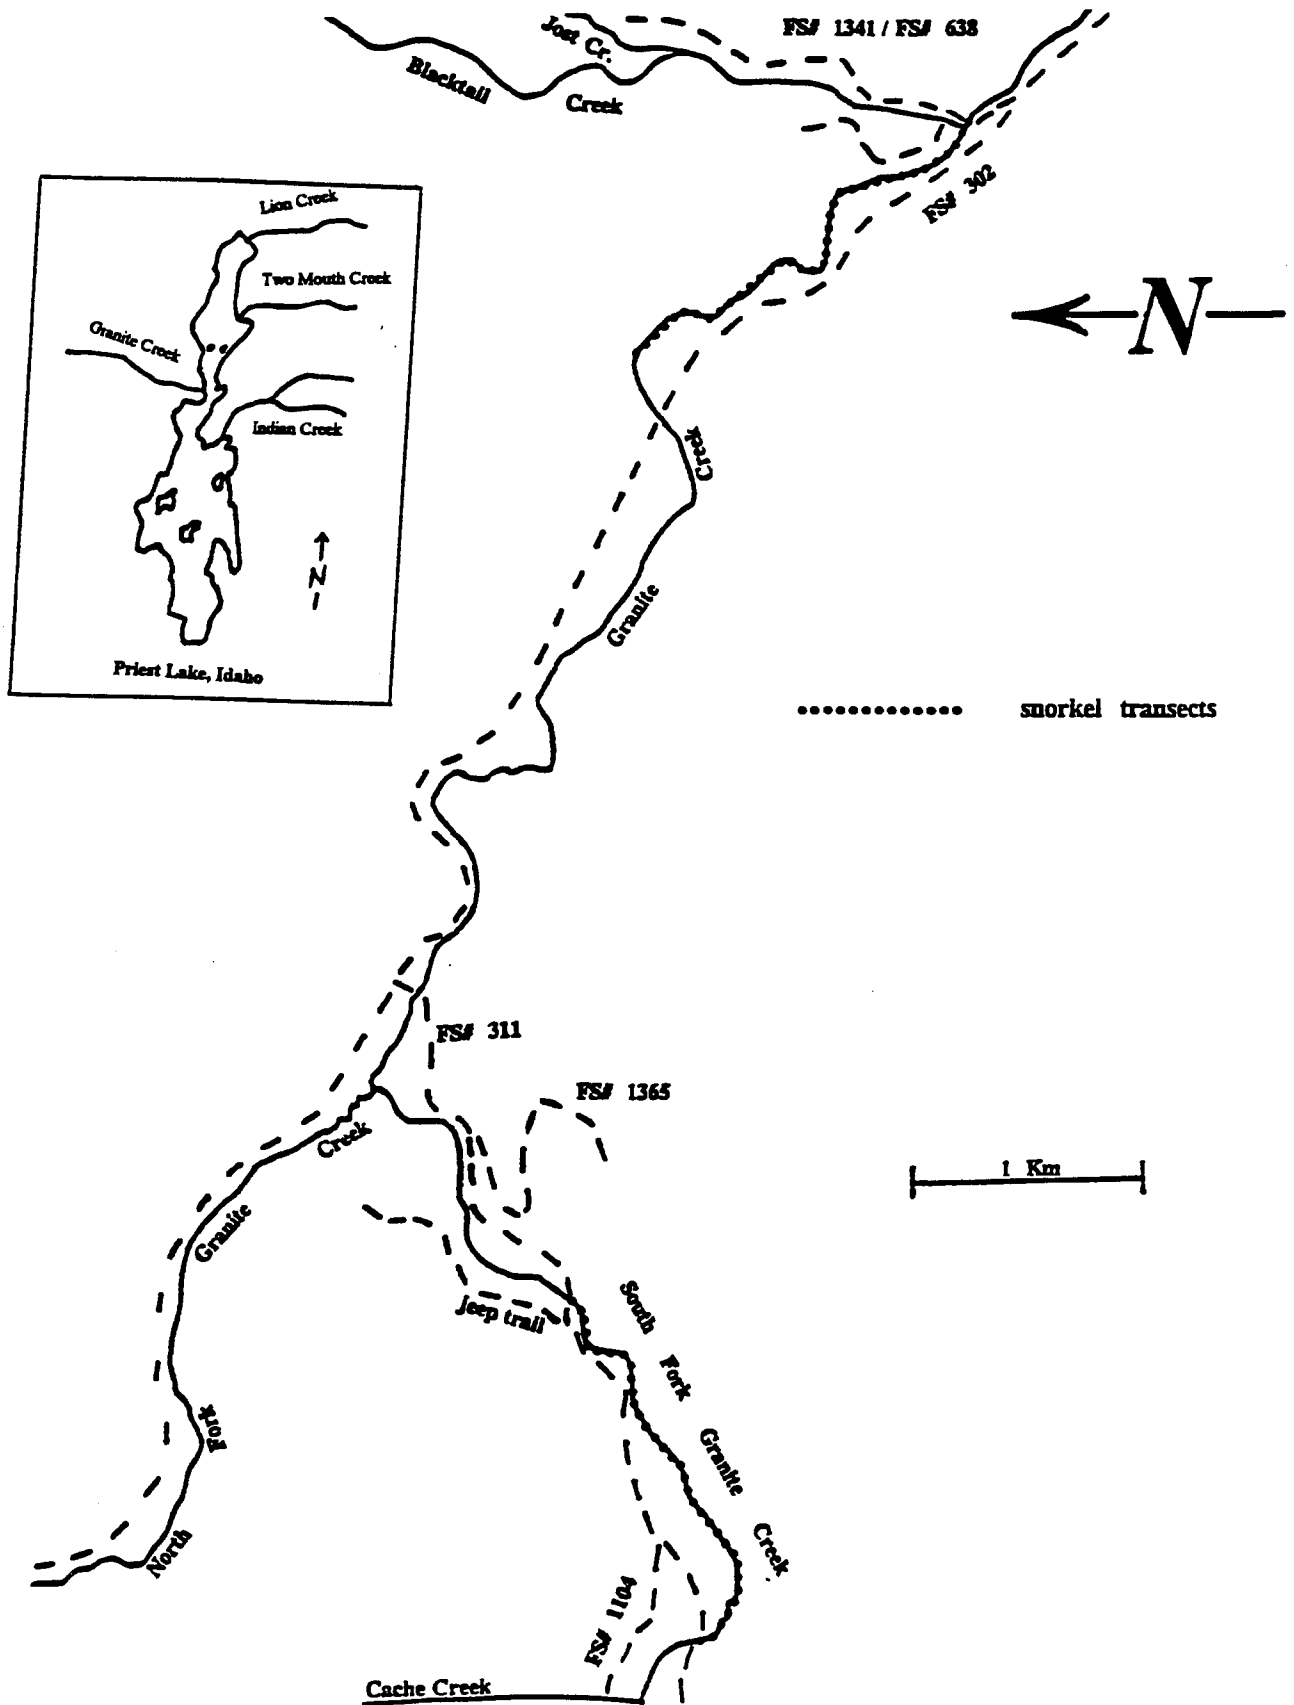 FS# 1341 / FS# 638
Jost Cr.
Blacktail
Creek
FS# 302
Lion Creek
Two Mouth Creek
Granite Creek
Indian Creek
N
Priest Lake, Idaho
N
Creek
Granite
snorkel transects
FS# 311
FS# 1365
Creek
Granite
Fork
North
1 Km
Jeep trail
South Fork Granite Creek
FS# 1104
Cache Creek